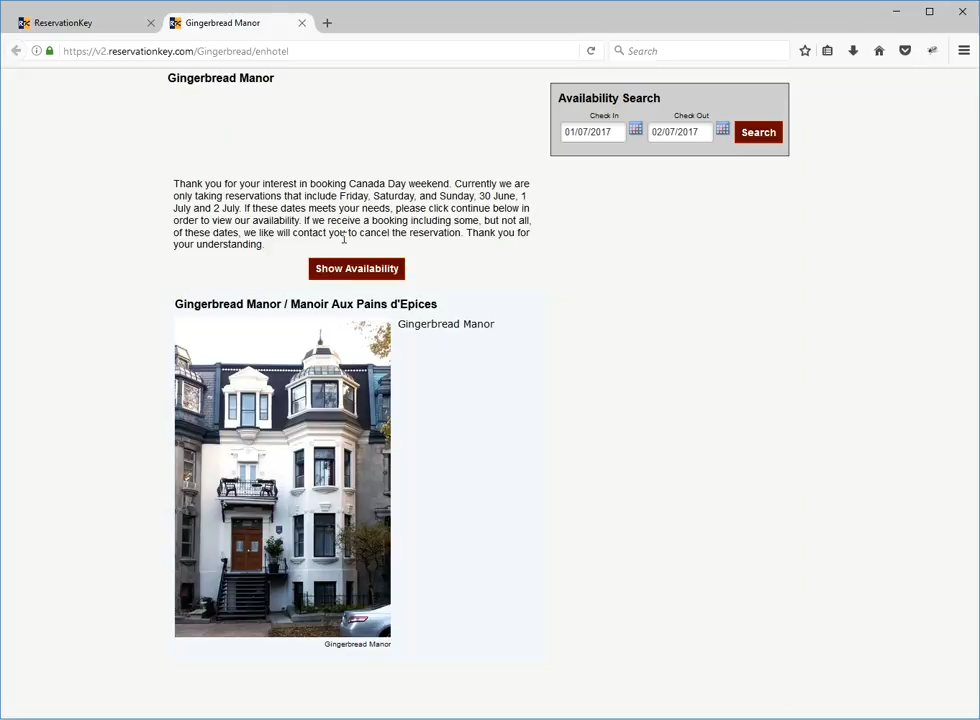 ReservationKey
Gingerbread Manor
https://v2.reservationkey.com/Gingerbread/enhotel
Search
Gingerbread Manor
Availability Search
Check In
Check Out
01/07/2017
02/07/2017
Search
Thank you for your interest in booking Canada Day weekend. Currently we are
only taking reservations that include Friday, Saturday, and Sunday, 30 June, 1
July and 2 July. If these dates meets your needs, please click continue below in
order to view our availability. If we receive a booking including some, but not all,
of these dates, we like will contact you to cancel the reservation. Thank you for
your understanding.
Show Availability
Gingerbread Manor / Manoir Aux Pains d'Epices
Gingerbread Manor
Gingerbread Manor